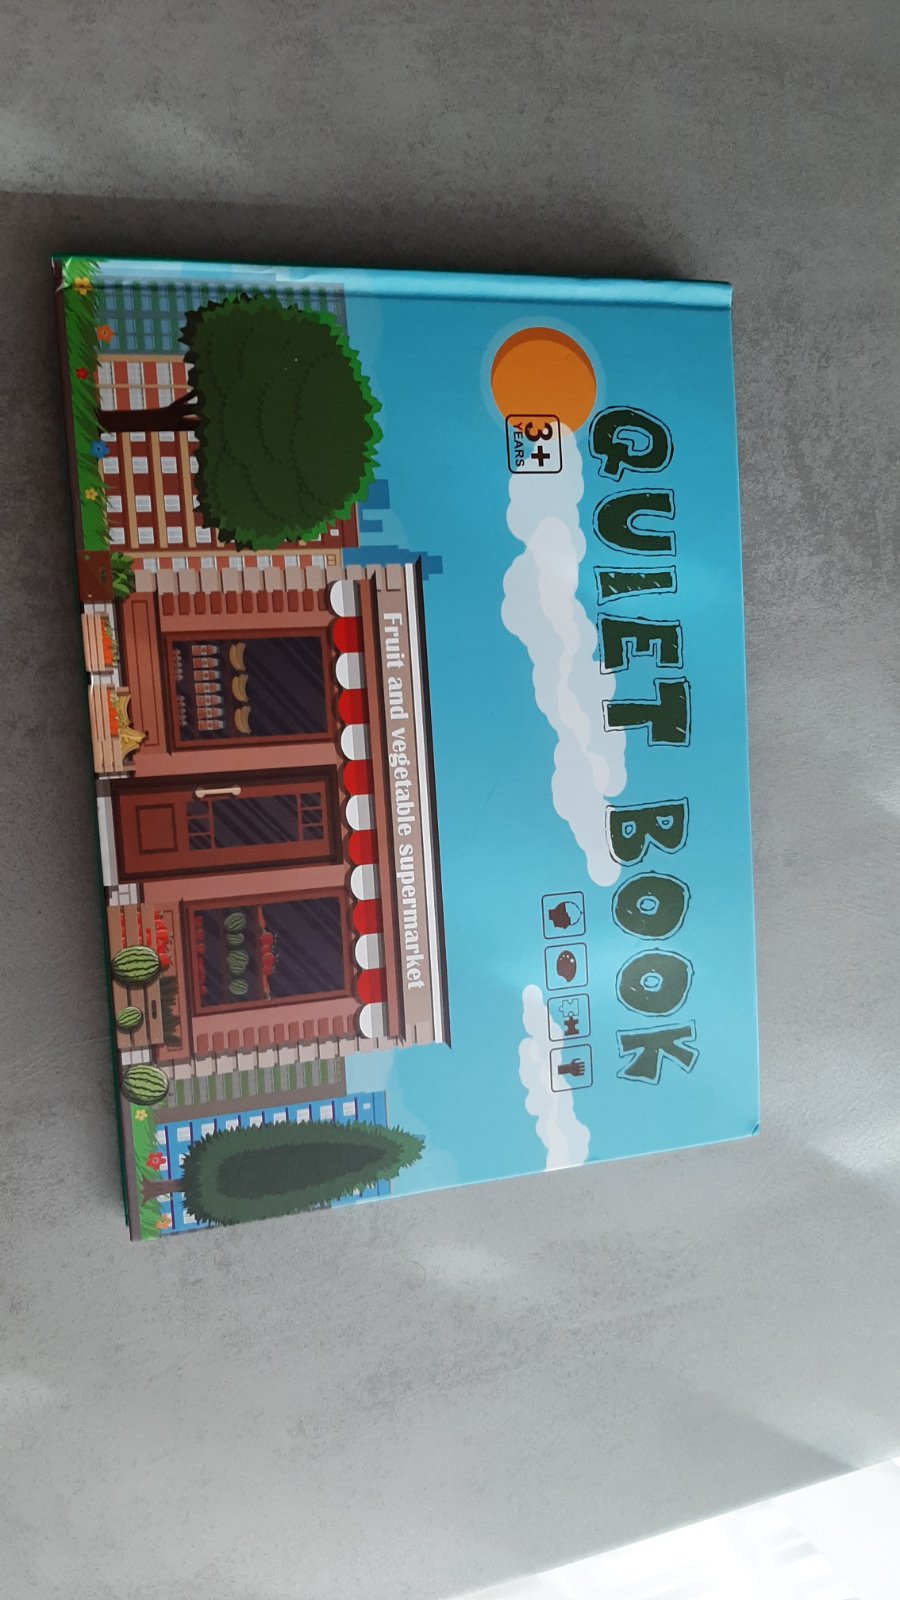 QUIET BOOK
3+
YEARS
Fruit and vegetable supermarket